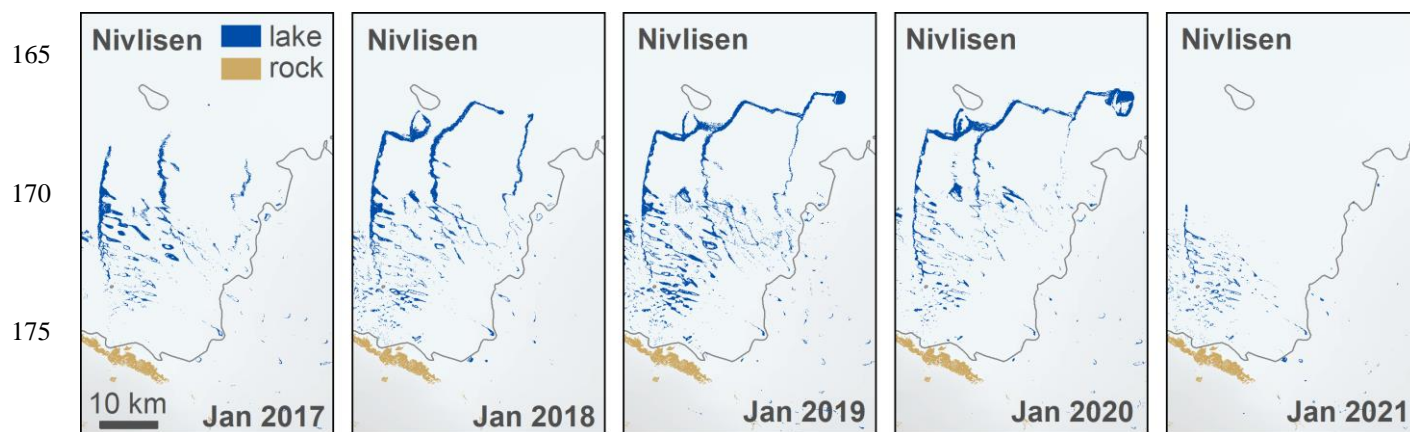 165
170
175
Nivlisen
lake
rock
10 km
Jan 2017
Nivlisen
Jan 2018
Nivlisen
Jan 2019
Nivlisen
Jan 2020
Nivlisen
Jan 2021